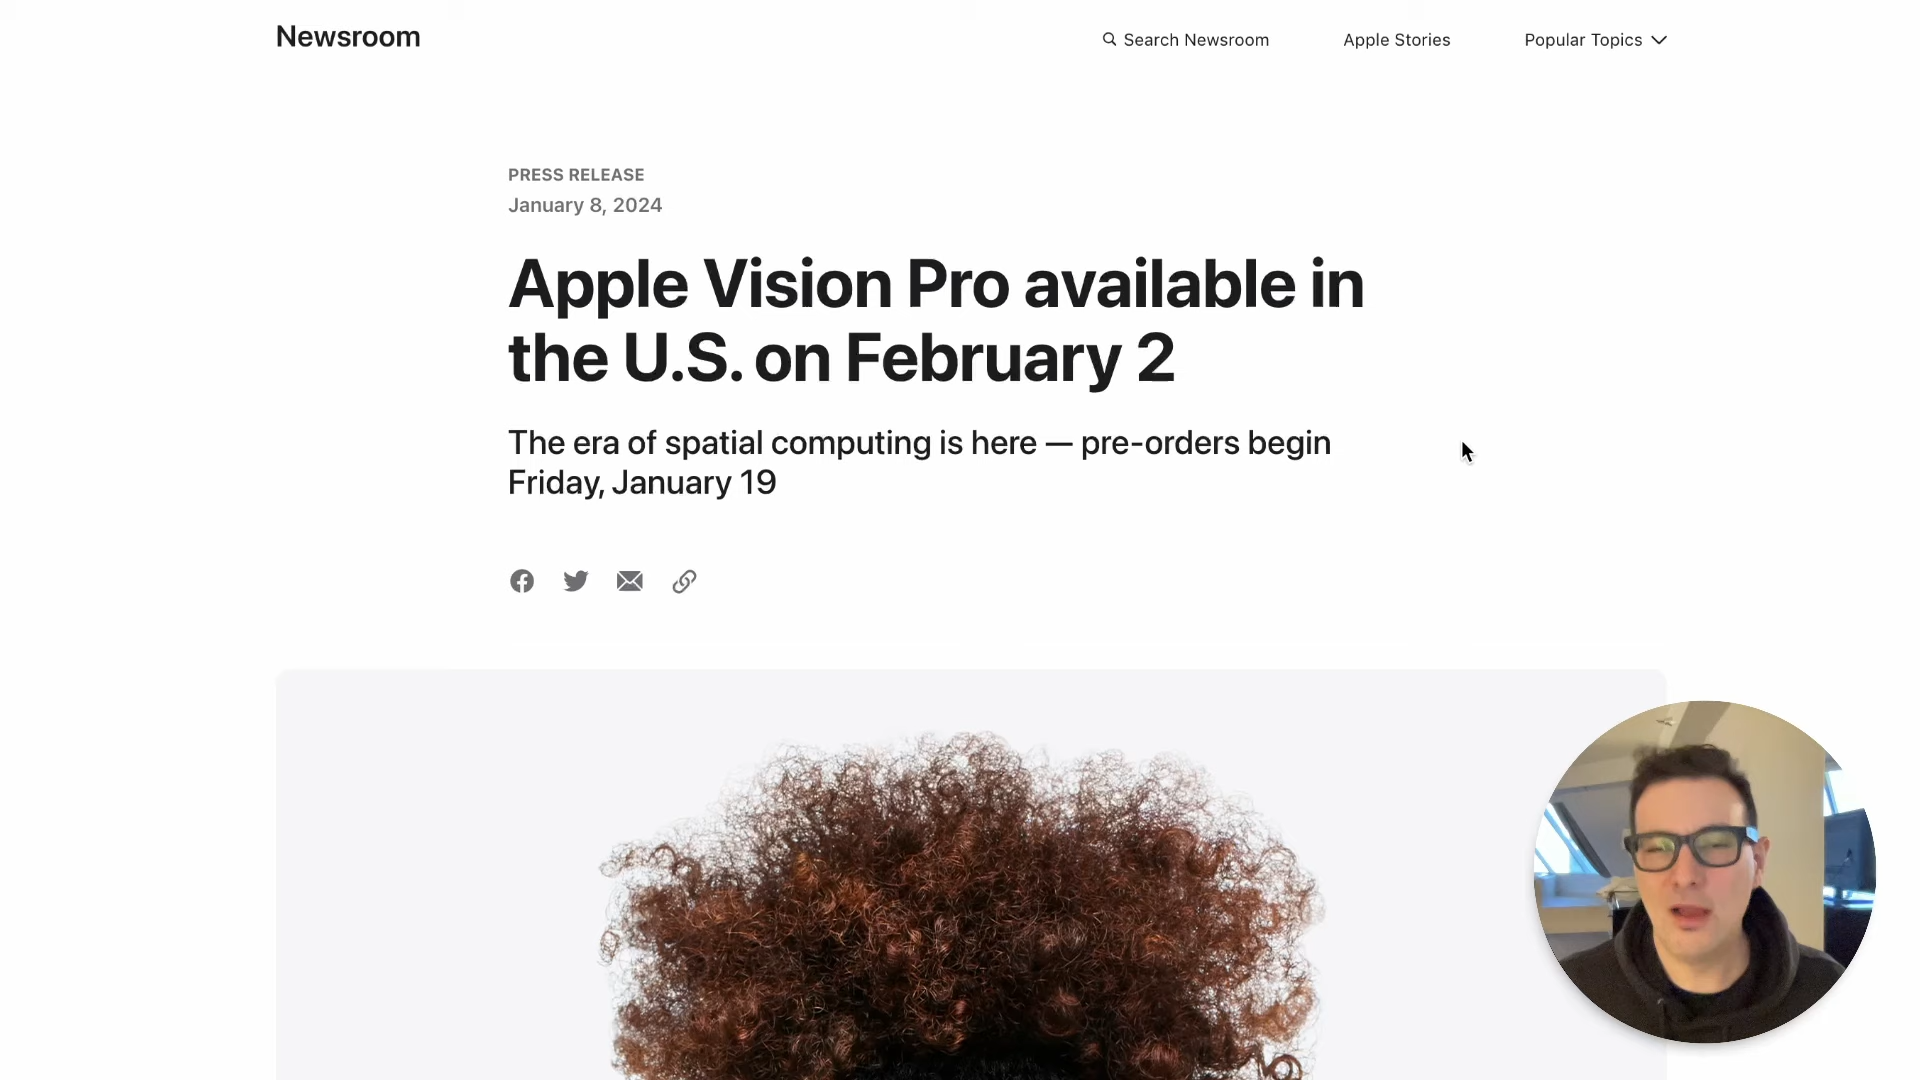 Newsroom
Search Newsroom
Apple Stories
Popular Topics
PRESS RELEASE
January 8, 2024
Apple Vision Pro available in
the U.S. on February 2
The era of spatial computing is here — pre-orders begin
Friday, January 19